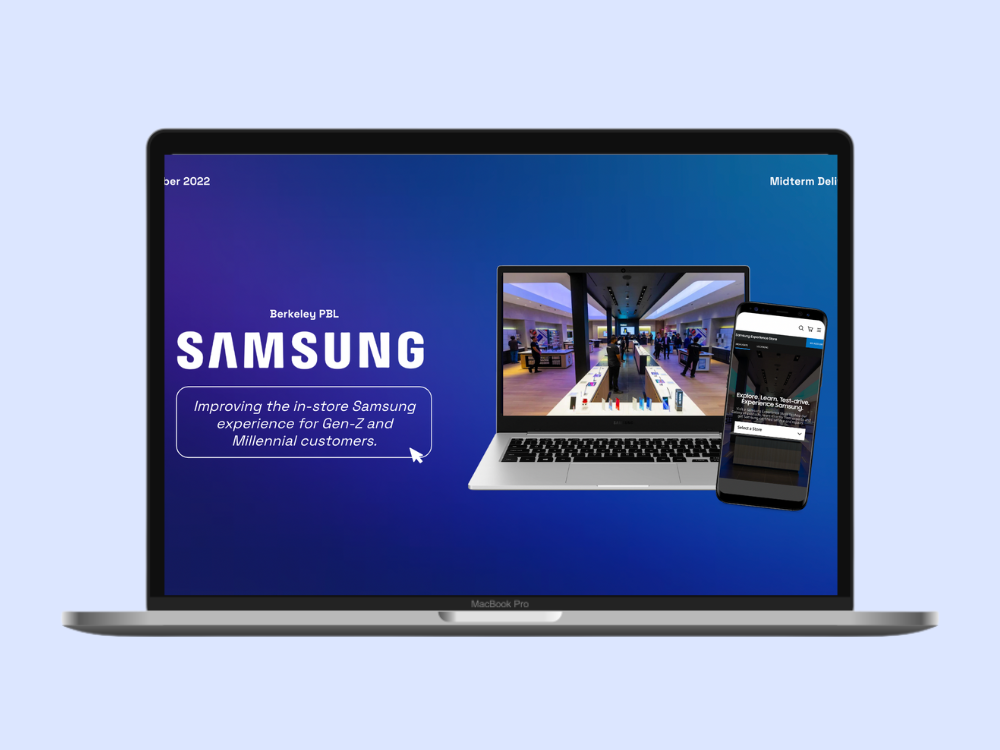 ber 2022
Midterm Deli
Berkeley PBL
SAMSUNG
Improving the in-store Samsung
experience for Gen-Z and
Millennial customers.
Samsung Experience Store
Explore. Learn. Test-drive.
Experience Samsung.
Select a Store
MacBook Pro